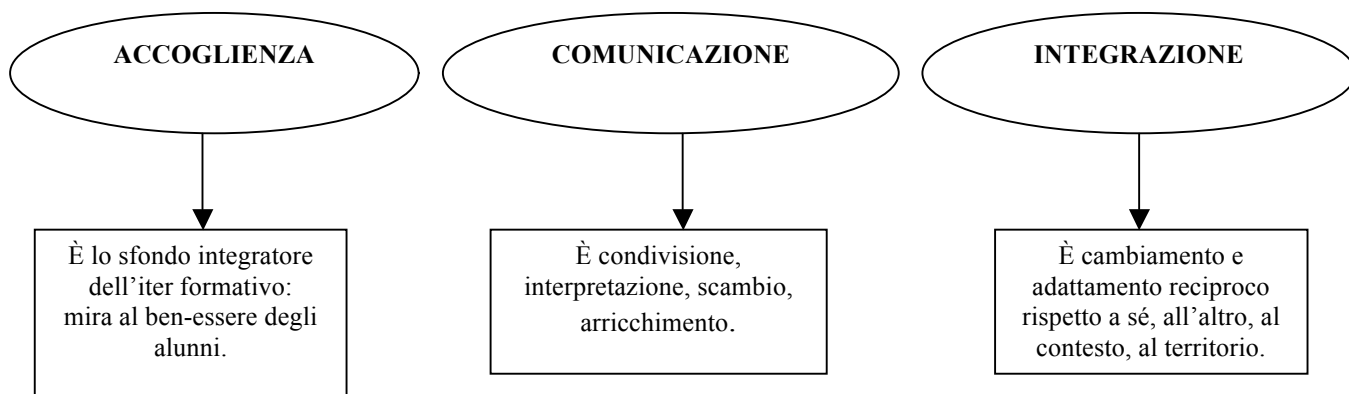 ACCOGLIENZA
COMUNICAZIONE
INTEGRAZIONE
È lo sfondo integratore
dell’iter formativo:
mira al ben-essere degli
alunni.
È condivisione,
interpretazione, scambio,
arricchimento.
È cambiamento e
adattamento reciproco
rispetto a sé, all’altro, al
contesto, al territorio.